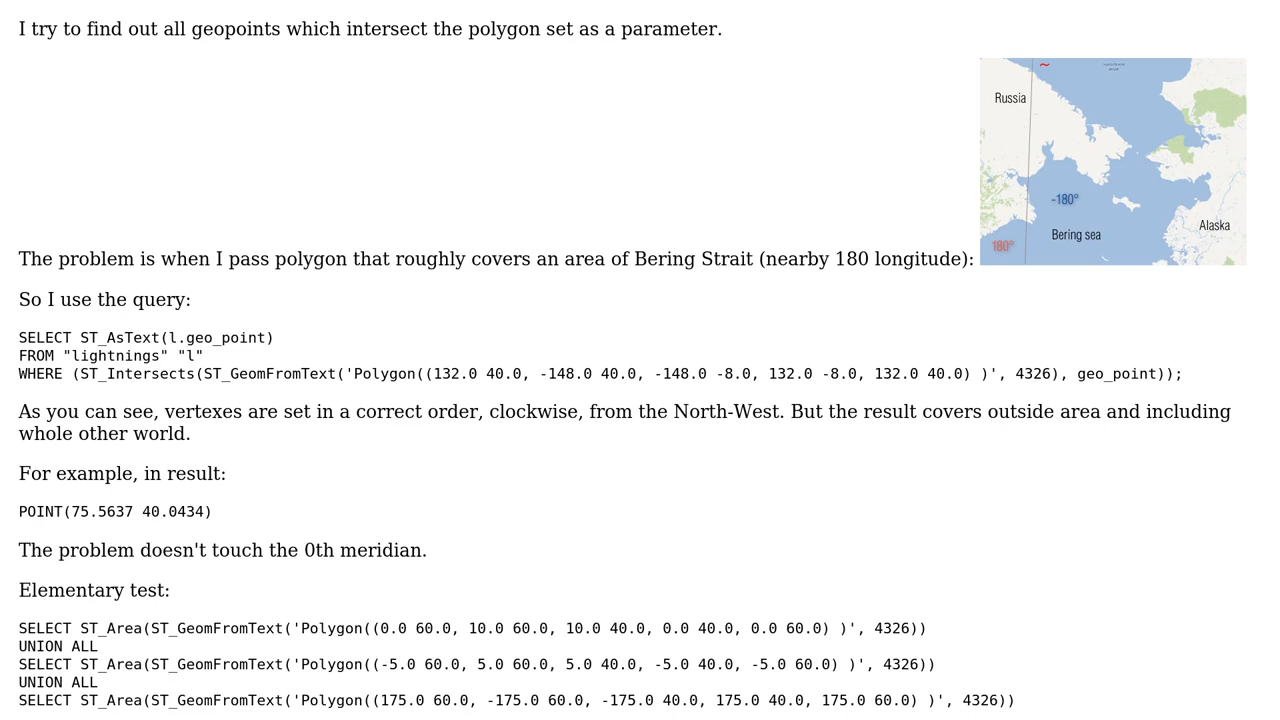 I try to find out all geopoints which intersect the polygon set as a parameter.
Russia
-180°
180°
Bering sea
Alaska
The problem is when I pass polygon that roughly covers an area of Bering Strait (nearby 180 longitude):
So I use the query:
SELECT ST_AsText(l.geo_point)
FROM "lightnings" "l"
WHERE (ST_Intersects(ST_GeomFromText('Polygon((132.0 40.0, -148.0 40.0, -148.0 -8.0, 132.0 -8.0, 132.0 40.0) )', 4326), geo_point));
As you can see, vertexes are set in a correct order, clockwise, from the North-West. But the result covers outside area and including
whole other world.
For example, in result:
POINT(75.5637 40.0434)
The problem doesn't touch the 0th meridian.
Elementary test:
SELECT ST_Area(ST_GeomFromText('Polygon((0.0 60.0, 10.0 60.0, 10.0 40.0, 0.0 40.0, 0.0 60.0) )', 4326))
UNION ALL
SELECT ST_Area(ST_GeomFromText('Polygon((-5.0 60.0, 5.0 60.0, 5.0 40.0, -5.0 40.0, -5.0 60.0) )', 4326))
UNION ALL
SELECT ST_Area(ST_GeomFromText('Polygon((175.0 60.0, -175.0 60.0, -175.0 40.0, 175.0 40.0, 175.0 60.0) )', 4326))